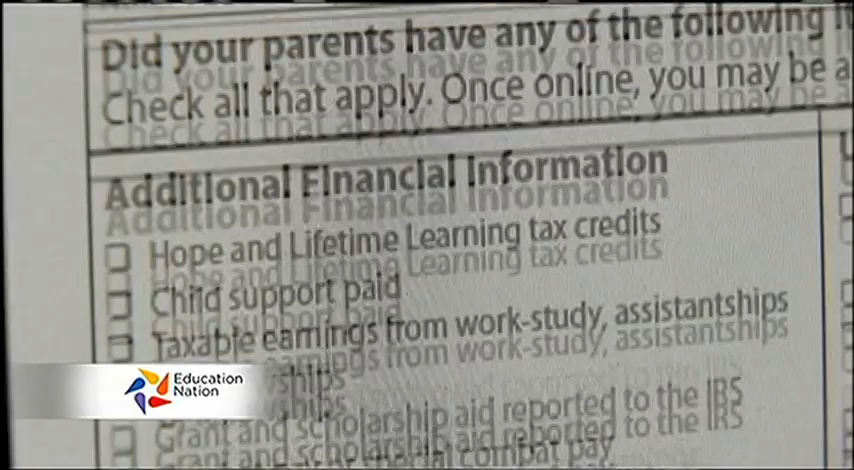 Did your parents have any of the following
Check all that apply. Once online, you may be a
Additional Financial Information
Hope and Lifetime Learning tax credits
Child support paid
Taxable earnings from work-study, assistantships
Education
Nation
Grant and scholarship aid reported to the IRS
combat pay